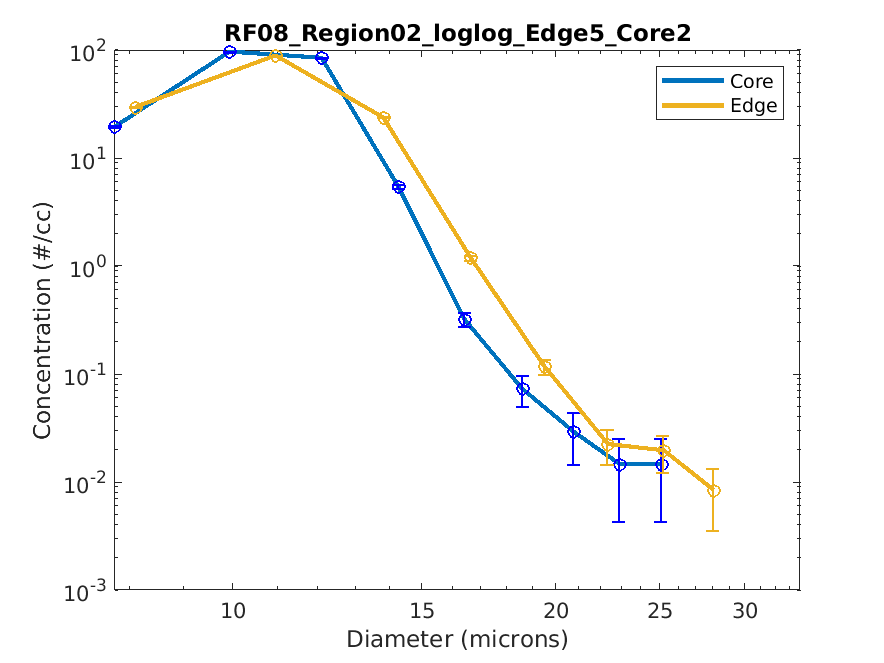 RF08_Region02_loglog_Edge5_Core2
Core
Edge
10^2
10^1
10^0
10^-1
10^-2
10^-3
Concentration (#/cc)
10 15 20 25 30
Diameter (microns)